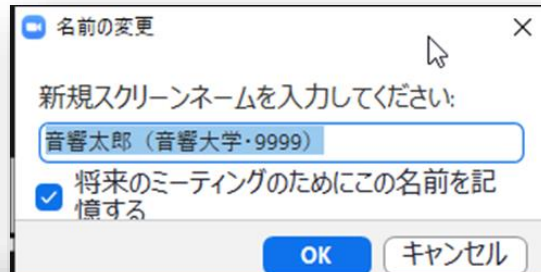 名前の変更
新規スクリーンネームを入力してください:
音響太郎（音響大学・9999）
将来のミーティングのためにこの名前を記
憶する
OK
キャンセル